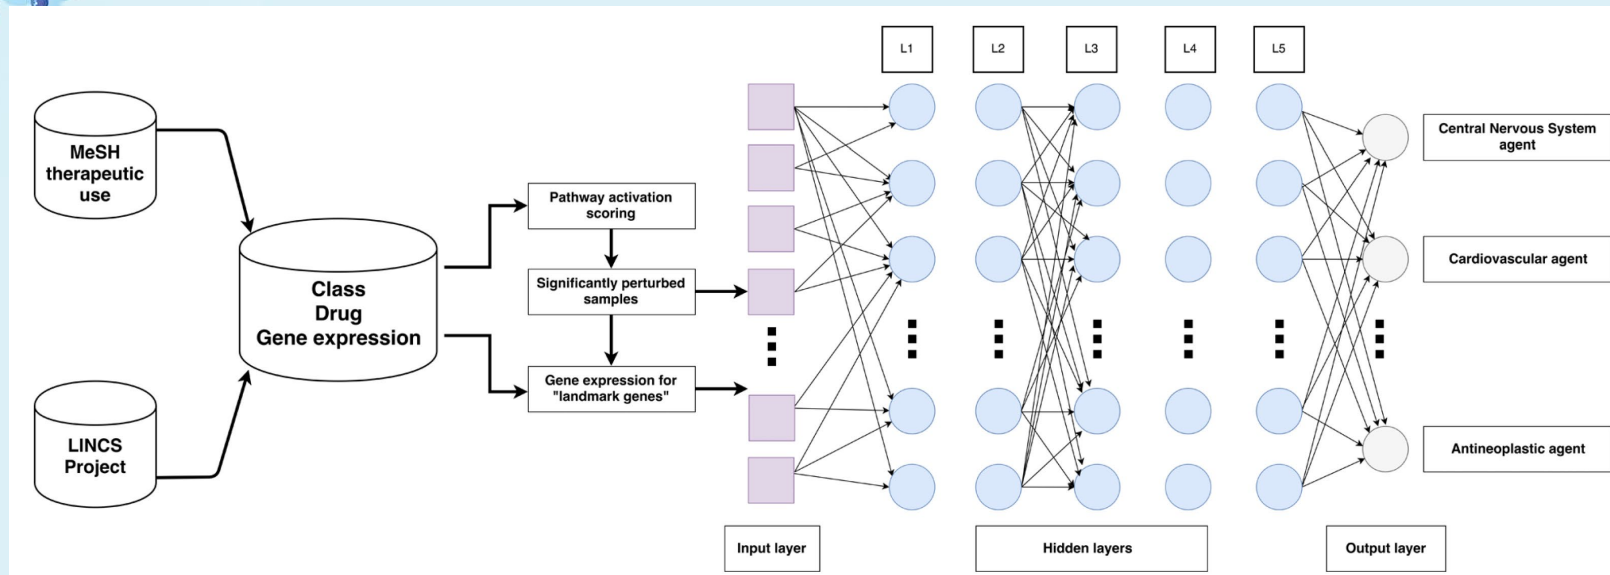 L1
L2
L3
L4
L5
MeSH
therapeutic
use
LINCS
Project
Class
Drug
Gene expression
Pathway activation
scoring
Significantly perturbed
samples
Gene expression for
"landmark genes"
Central Nervous System
agent
Cardiovascular agent
Antineoplastic agent
Input layer
Hidden layers
Output layer